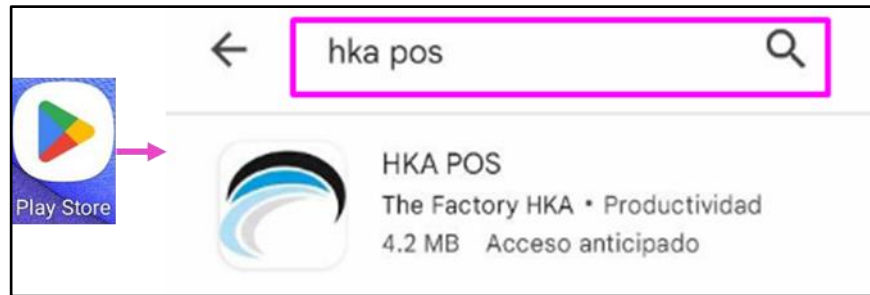 hka pos
Play Store
HKA POS
The Factory HKA • Productividad
4.2 MB Acceso anticipado